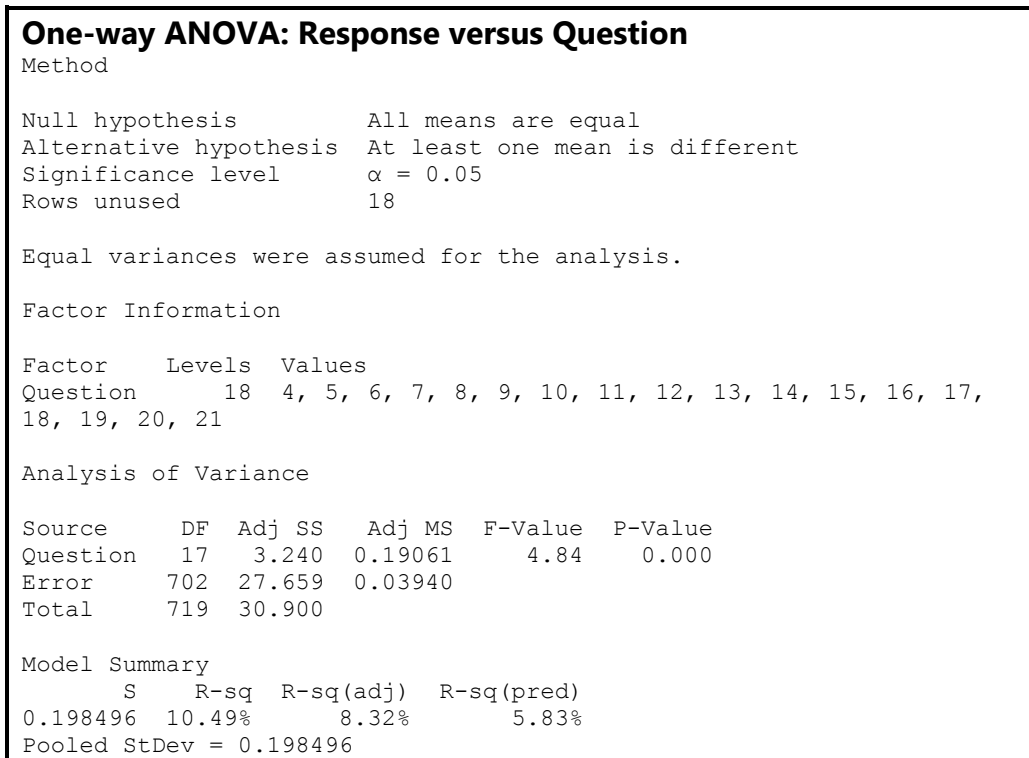 One-way ANOVA: Response versus Question
Method
Null hypothesis All means are equal
Alternative hypothesis At least one mean is different
Significance level α = 0.05
Rows unused 18
Equal variances were assumed for the analysis.
Factor Information
Factor Levels Values
Question 18 4, 5, 6, 7, 8, 9, 10, 11, 12, 13, 14, 15, 16, 17,
18, 19, 20, 21
Analysis of Variance
Source DF Adj SS Adj MS F-Value P-Value
Question 17 3.240 0.19061 4.84 0.000
Error 702 27.659 0.03940
Total 719 30.900
Model Summary
S R-sq R-sq(adj) R-sq(pred)
0.198496 10.49% 8.32% 5.83%
Pooled StDev = 0.198496